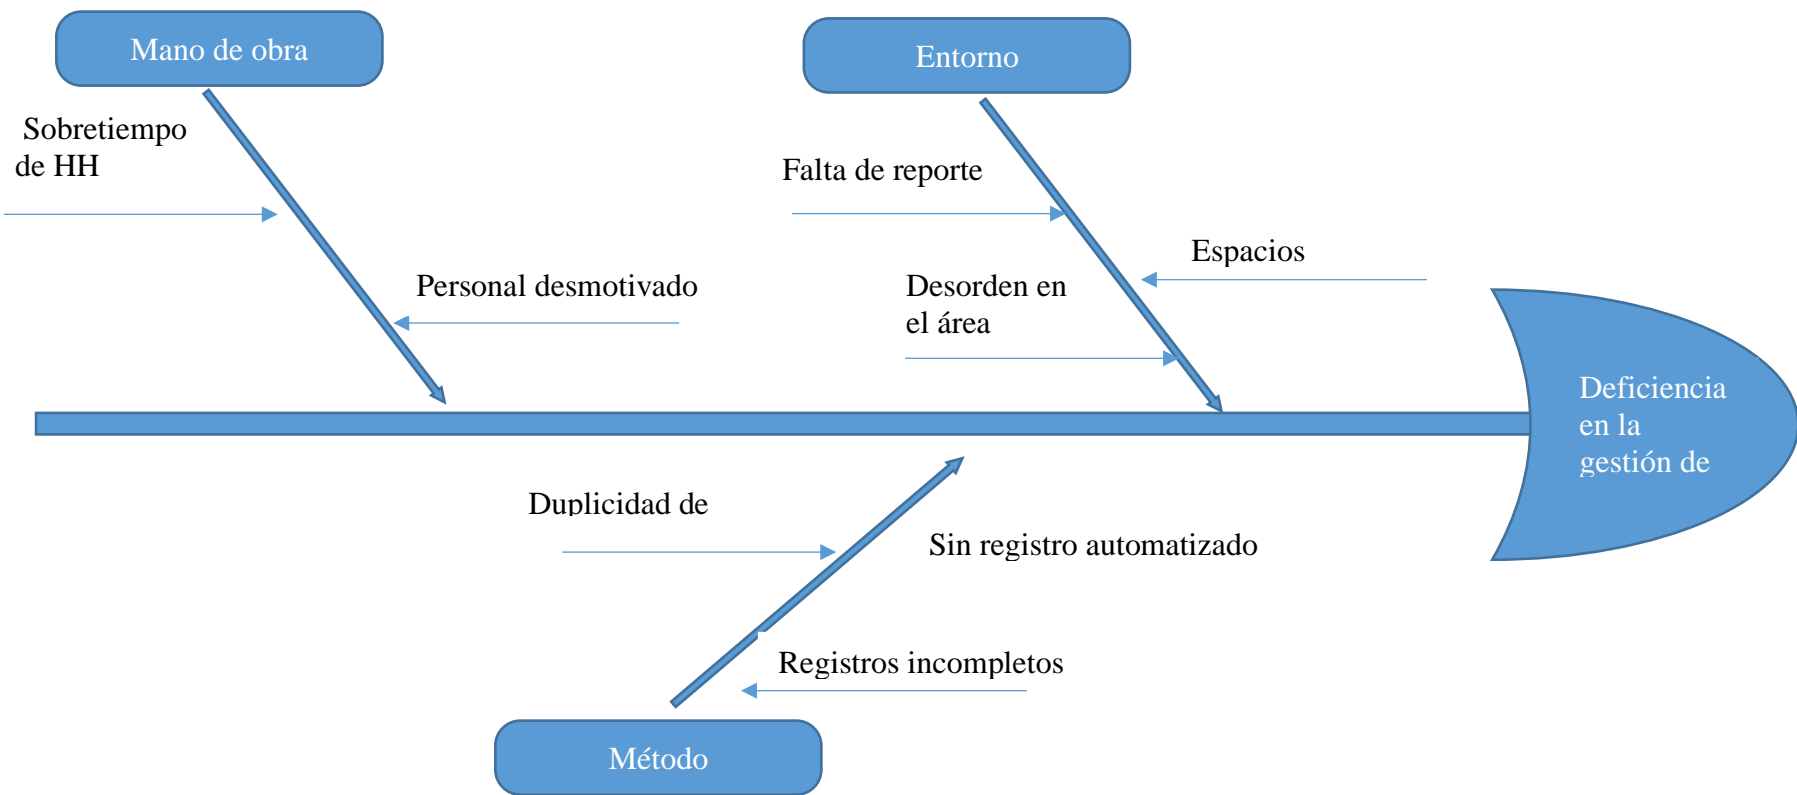 Mano de obra
Entorno
Sobretiempo
de HH
Falta de reporte
Espacios
Personal desmotivado
Desorden en
el área
Deficiencia
en la
gestión de
Duplicidad de
Sin registro automatizado
Registros incompletos
Método